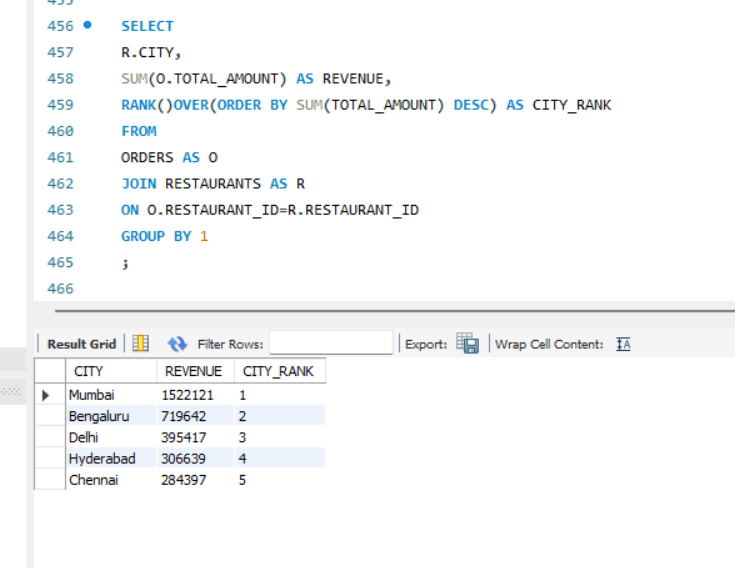 455
456 SELECT
457 R.CITY,
458 SUM(O.TOTAL_AMOUNT) AS REVENUE,
459 RANK()OVER(ORDER BY SUM(TOTAL_AMOUNT) DESC) AS CITY_RANK
460 FROM
461 ORDERS AS O
462 JOIN RESTAURANTS AS R
463 ON O.RESTAURANT_ID=R.RESTAURANT_ID
464 GROUP BY 1
465 ;
466
Result Grid Filter Rows: Export: Wrap Cell Content: IA
CITY REVENUE CITY_RANK
Mumbai 1522121 1
Bengaluru 719642 2
Delhi 395417 3
Hyderabad 306639 4
Chennai 284397 5